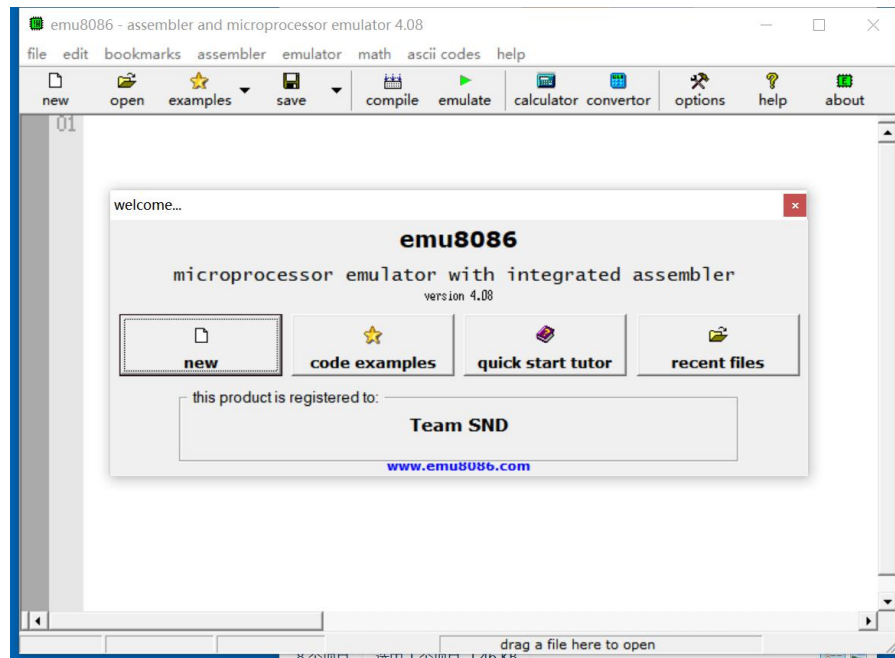 emu8086 - assembler and microprocessor emulator 4.08
file edit bookmarks assembler emulator math ascii codes help
new open examples save compile emulate calculator convertor options help about
01
welcome...
emu8086
microprocessor emulator with integrated assembler
version 4.08
new code examples quick start tutor recent files
this product is registered to:
Team SND
www.emu8086.com
drag a file here to open